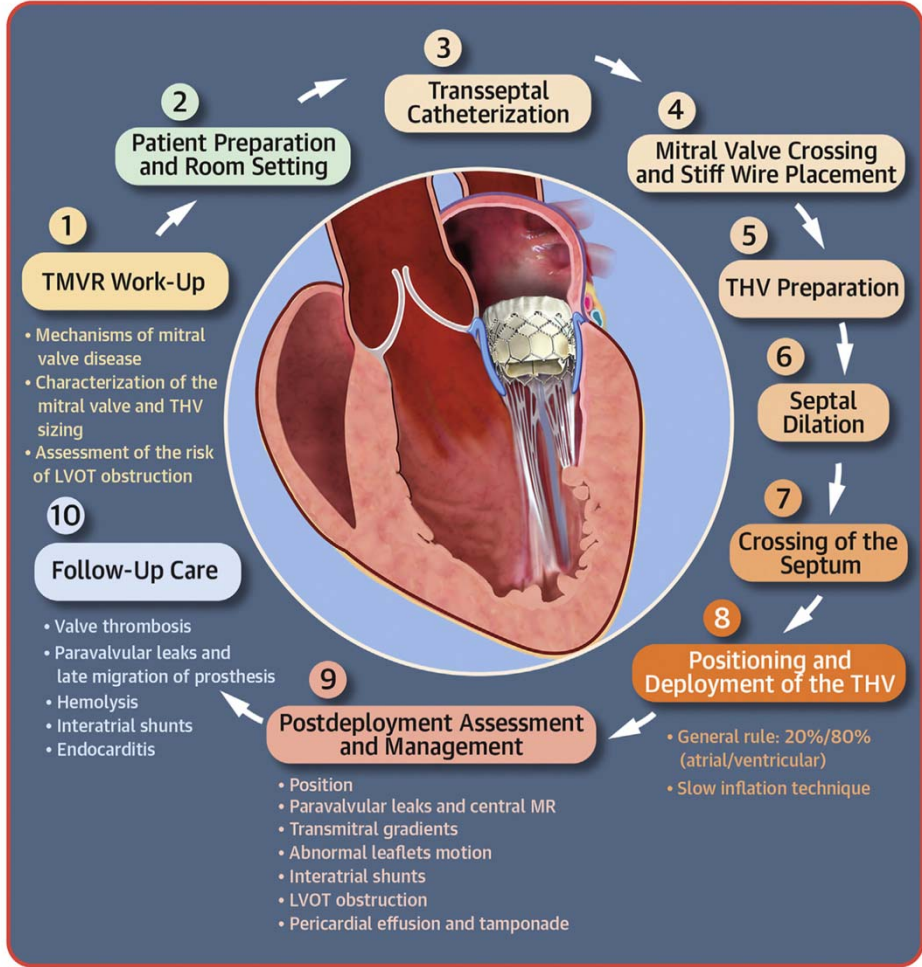 1
TMVR Work-Up
• Mechanisms of mitral
valve disease
• Characterization of the
mitral valve and THV
sizing
• Assessment of the risk
of LVOT obstruction
2
Patient Preparation
and Room Setting
3
Transseptal
Catheterization
4
Mitral Valve Crossing
and Stiff Wire Placement
5
THV Preparation
6
Septal
Dilation
7
Crossing of the
Septum
8
Positioning and
Deployment of the THV
• General rule: 20%/80%
(atrial/ventricular)
• Slow inflation technique
9
Postdeployment Assessment
and Management
• Position
• Paravalvular leaks and central MR
• Transmitral gradients
• Abnormal leaflets motion
• Interatrial shunts
• LVOT obstruction
• Pericardial effusion and tamponade
10
Follow-Up Care
• Valve thrombosis
• Paravalvular leaks and
late migration of prosthesis
• Hemolysis
• Interatrial shunts
• Endocarditis